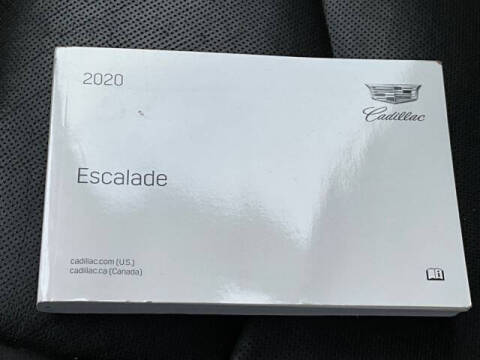 2020
Cadillac
Escalade
cadillac.com (U.S.)
cadillac.ca (Canada)